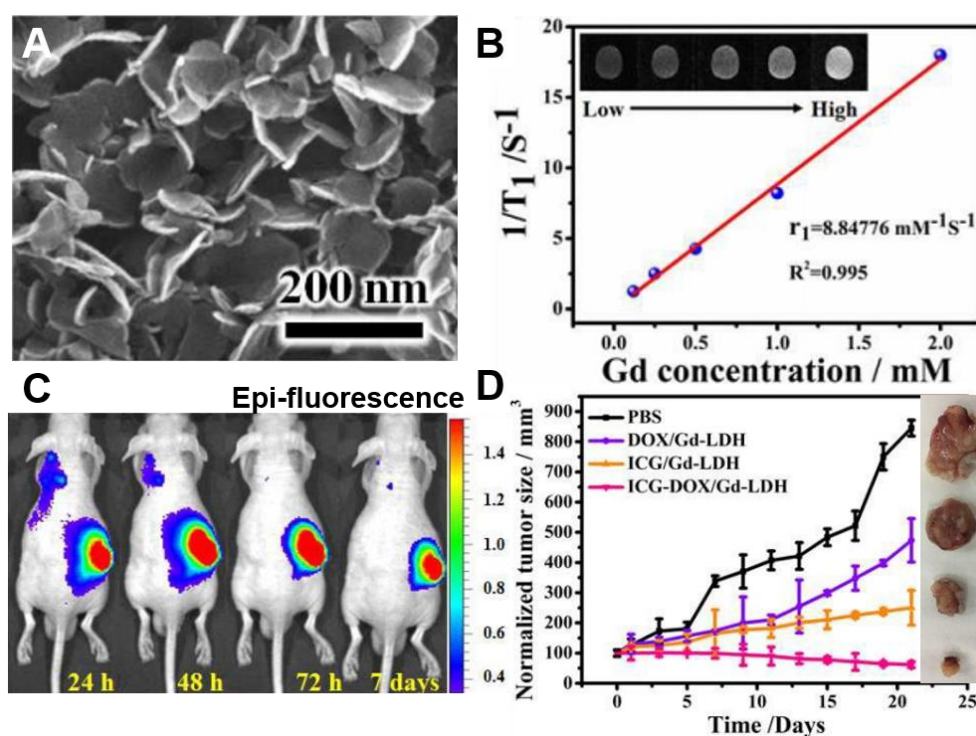 A
200 nm
B
20
15
10
5
0
1/T1 /S-1
Low
High
r1=8.84776 mM-1S-1
R2=0.995
0.0
0.5
1.0
1.5
2.0
Gd concentration / mM
C
Epi-fluorescence
1.4
1.2
1.0
0.8
0.6
0.4
24 h
48 h
72 h
7 days
D
900
800
700
600
500
400
300
200
100
0
Normalized tumor size / mm3
PBS
DOX/Gd-LDH
ICG/Gd-LDH
ICG-DOX/Gd-LDH
0
5
10
15
20
25
Time /Days